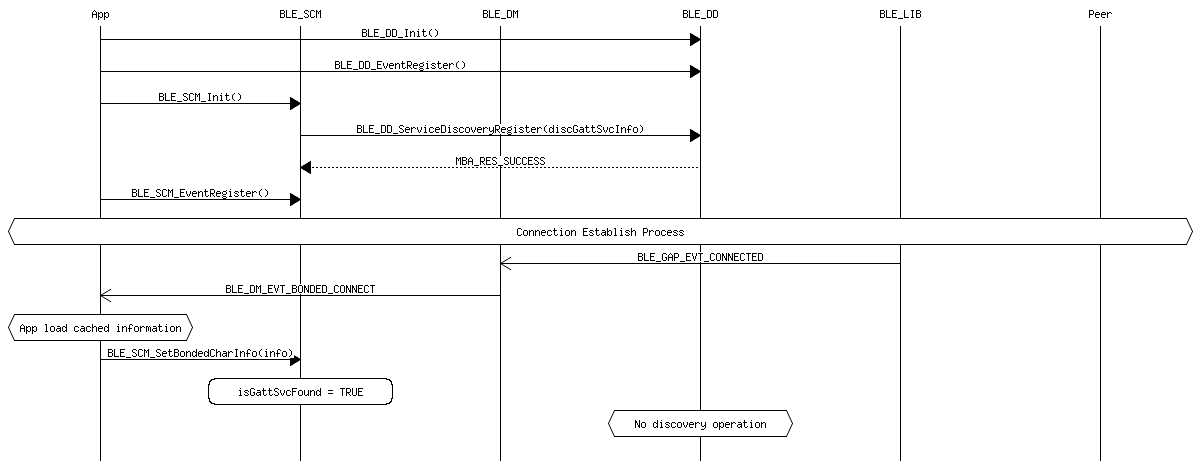 App BLE_SCM BLE_DM BLE_DD BLE_LIB Peer
BLE_DD_Init()
BLE_DD_EventRegister()
BLE_SCM_Init()
BLE_DD_ServiceDiscoveryRegister(discGattSvcInfo)
MBA_RES_SUCCESS
BLE_SCM_EventRegister()
Connection Establish Process
BLE_GAP_EVT_CONNECTED
BLE_DM_EVT_BONDED_CONNECT
App load cached information
BLE_SCM_SetBondedCharInfo(info)
isGattSvcFound = TRUE
No discovery operation